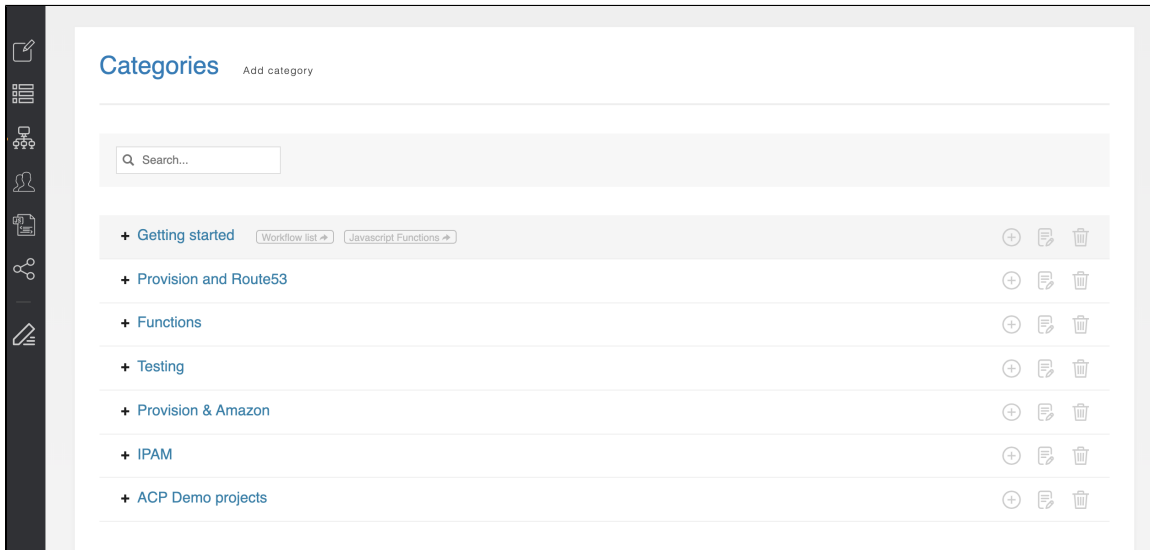 Categories Add category
Search...
Getting started Workflow list Javascript Functions
Provision and Route53
Functions
Testing
Provision & Amazon
IPAM
ACP Demo projects